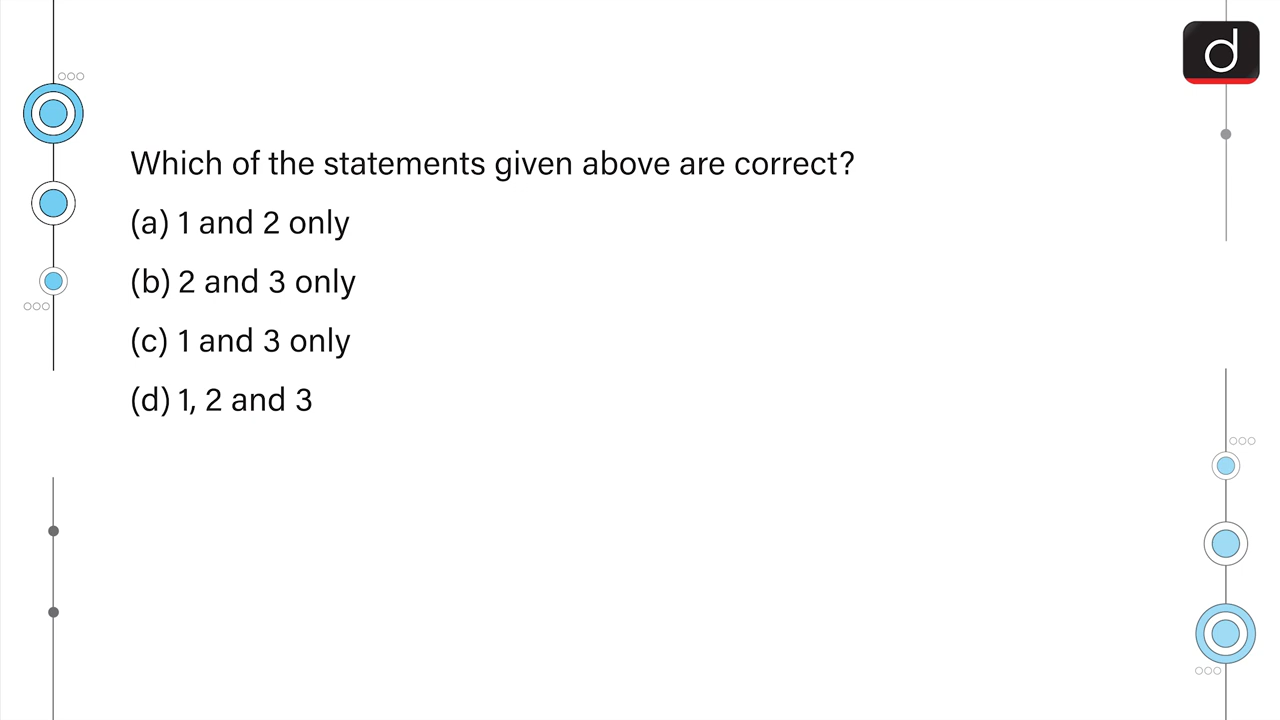 d
Which of the statements given above are correct?
(a) 1 and 2 only
(b) 2 and 3 only
(c) 1 and 3 only
(d) 1, 2 and 3